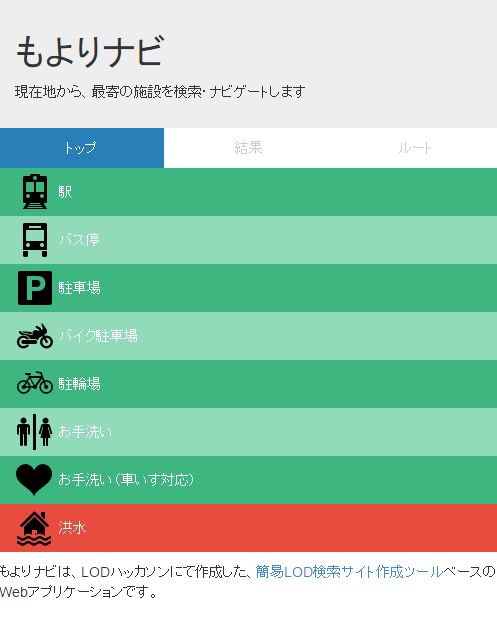 もよりナビ
現在地から、最寄の施設を検索・ナビゲートします
トップ 結果 ルート
駅
バス停
P 駐車場
バイク駐車場
駐輪場
お手洗い
お手洗い（車いす対応）
洪水
もよりナビは、LODハッカソンにて作成した、簡易LOD検索サイト作成ツールベースの
Webアプリケーションです。